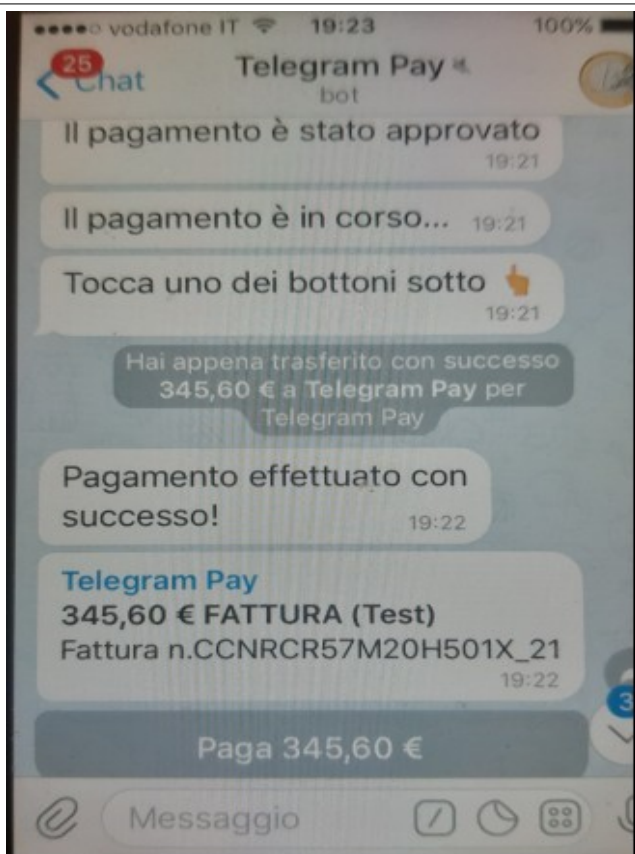 vodafone IT 19:23 100%
25
Chat
Telegram Pay
bot
Il pagamento è stato approvato
19:21
Il pagamento è in corso... 19:21
Tocca uno dei bottoni sotto 👆
19:21
Hai appena trasferito con successo
345,60 € a Telegram Pay per
Telegram Pay
Pagamento effettuato con
successo! 19:22
Telegram Pay
345,60 € FATTURA (Test)
Fattura n.CCNRCR57M20H501X_21
19:22
3
Paga 345,60 €
Messaggio